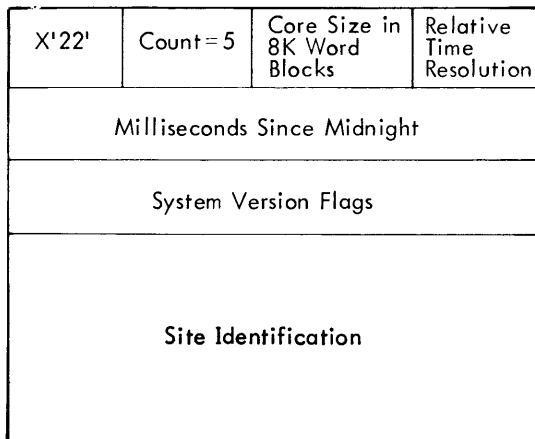 X'22'
Count=5
Core Size in
8K Word
Blocks
Relative
Time
Resolution
Milliseconds Since Midnight
System Version Flags
Site Identification